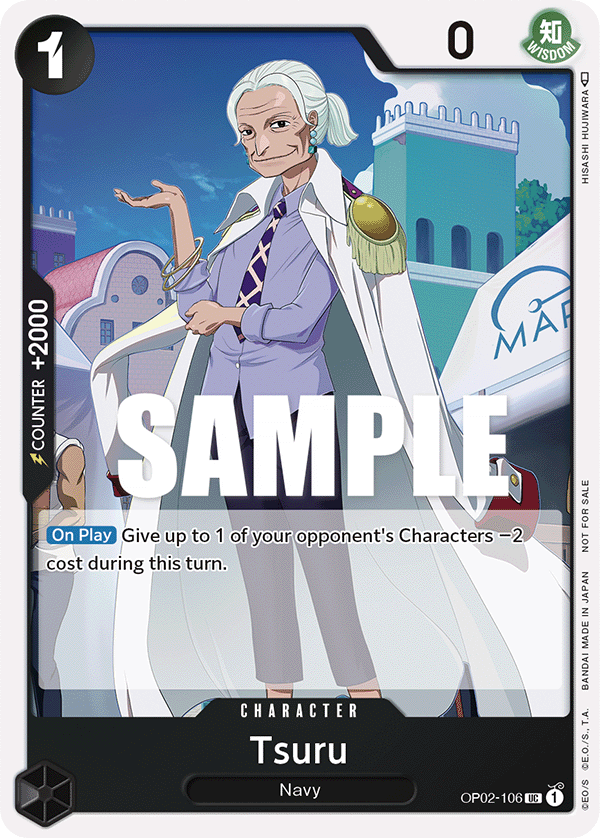 1
0
知
WISDOM
HISASHI HUJIWARA
COUNTER +2000
MAR
SAMPLE
On Play Give up to 1 of your opponent's Characters −2
cost during this turn.
CHARACTER
Tsuru
Navy
OP02-106 UC 1
©EO/S ©E.O./S., T.A. BANDAI MADE IN JAPAN NOT FOR SALE